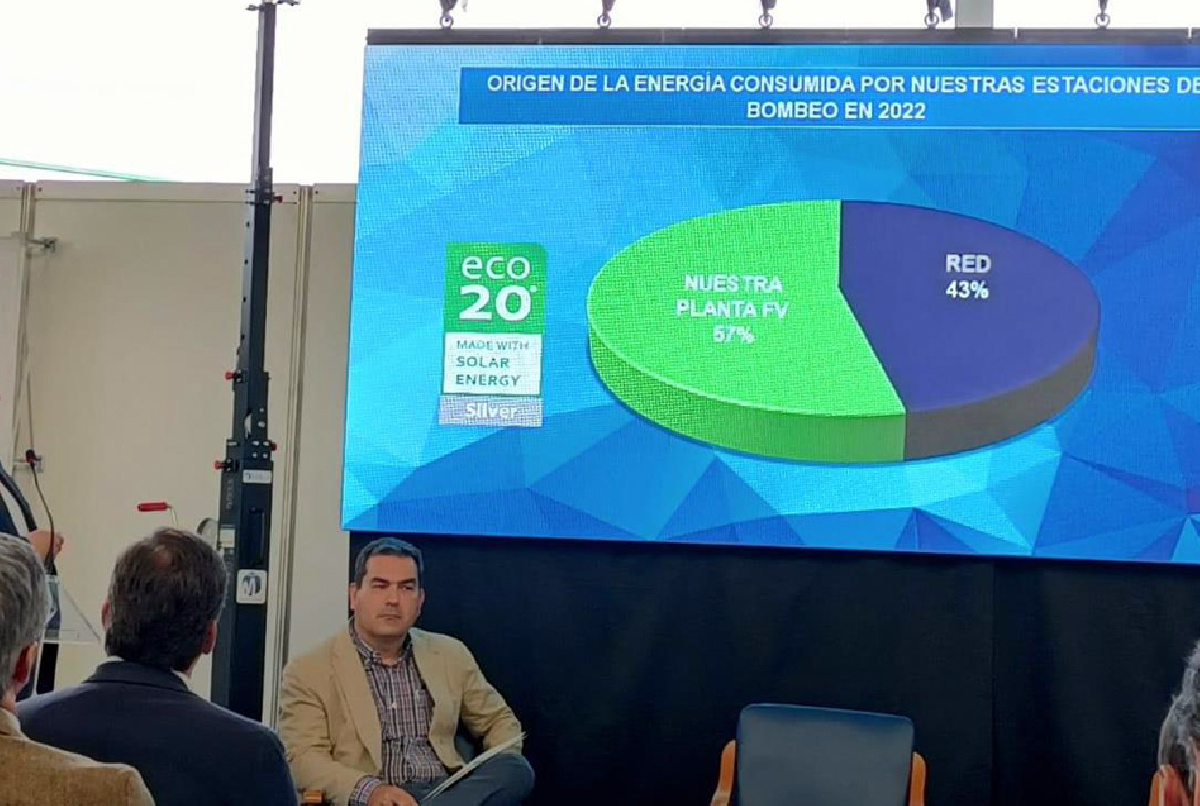 ORIGEN DE LA ENERGÍA CONSUMIDA POR NUESTRAS ESTACIONES DE
BOMBEO EN 2022
eco
20
MADE WITH
SOLAR
ENERGY
Silver
NUESTRA
PLANTA FV
57%
RED
43%